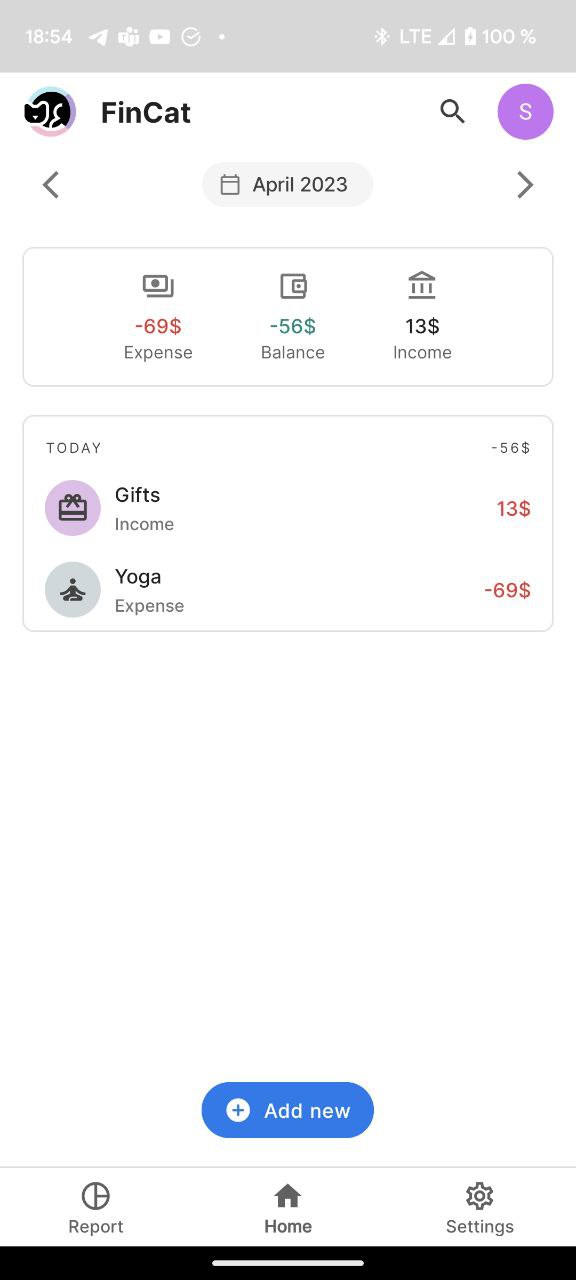 18:54 LTE 100 %
FinCat S
April 2023
-69$ -56$ 13$
Expense Balance Income
TODAY -56$
Gifts
Income 13$
Yoga
Expense -69$
Add new
Report Home Settings